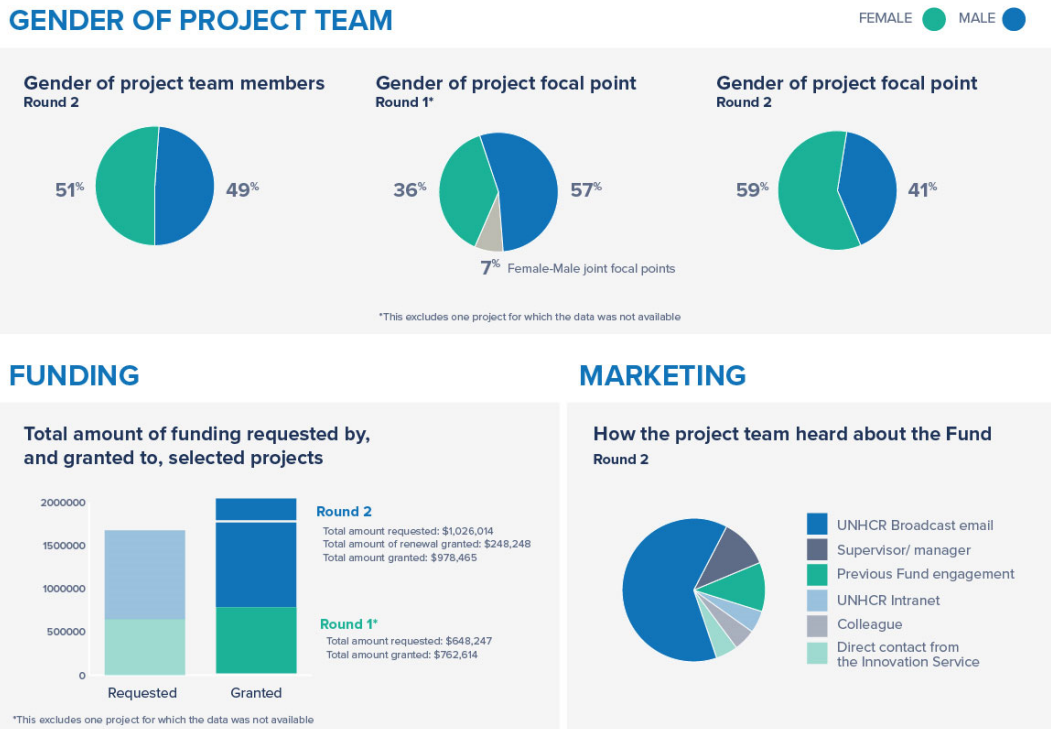 GENDER OF PROJECT TEAM
FEMALE
MALE
Gender of project team members
Round 2
51%
49%
Gender of project focal point
Round 1*
36%
57%
7% Female-Male joint focal points
*This excludes one project for which the data was not available
Gender of project focal point
Round 2
59%
41%
FUNDING
Total amount of funding requested by,
and granted to, selected projects
2000000
1500000
1000000
500000
0
Requested
Granted
Round 2
Total amount requested: $1,026,014
Total amount of renewal granted: $248,248
Total amount granted: $978,465
Round 1*
Total amount requested: $648,247
Total amount granted: $762,614
*This excludes one project for which the data was not available
MARKETING
How the project team heard about the Fund
Round 2
UNHCR Broadcast email
Supervisor/ manager
Previous Fund engagement
UNHCR Intranet
Colleague
Direct contact from
the Innovation Service